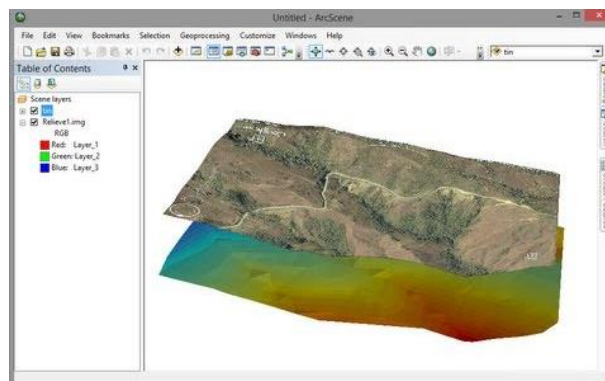 Untitled - ArcScene
File Edit View Bookmarks Selection Geoprocessing Customize Windows Help
tin
Table of Contents
Scene layers
tin
Relieve1.img
RGB
Red: Layer_1
Green: Layer_2
Blue: Layer_3